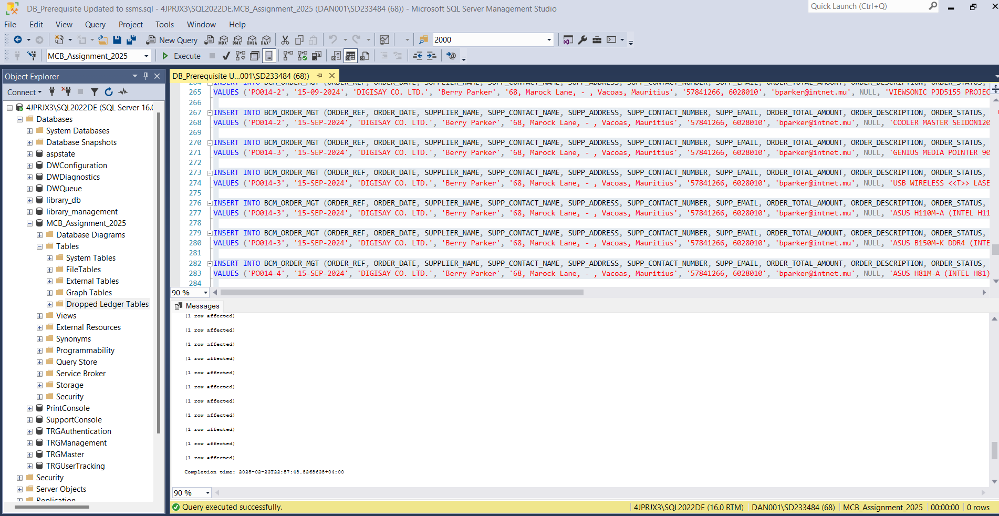 DB_Prerequisite Updated to ssms.sql - 4JPRJX3\SQL2022DE.MCB_Assignment_2025 (DAN001\SD233484 (68)) - Microsoft SQL Server Management Studio
Quick Launch (Ctrl+Q)
File Edit View Query Project Tools Window Help
New Query MDX DMX XMLA DAX 2000
MCB_Assignment_2025 Execute
Object Explorer
Connect
4JPRJX3\SQL2022DE (SQL Server 16.0
Databases
System Databases
Database Snapshots
aspstate
DWConfiguration
DWDiagnostics
DWQueue
library_db
library_management
MCB_Assignment_2025
Database Diagrams
Tables
System Tables
FileTables
External Tables
Graph Tables
Dropped Ledger Tables
Views
External Resources
Synonyms
Programmability
Query Store
Service Broker
Storage
Security
PrintConsole
SupportConsole
TRGAuthentication
TRGManagement
TRGMaster
TRGUserTracking
Security
Server Objects
Replication
DB_Prerequisite U...001\SD233484 (68))
264 INSERT INTO BCM_ORDER_MGT (ORDER_REF, ORDER_DATE, SUPPLIER_NAME, SUPP_CONTACT_NAME, SUPP_ADDRESS, SUPP_CONTACT_NUMBER, SUPP_EMAIL, ORDER_TOTAL_AMOUNT, ORDER_DESCRIPTION, ORDER_STATUS,
265 VALUES ('PO014-2', '15-09-2024', 'DIGISAY CO. LTD.', 'Berry Parker', '68, Marock Lane, - , Vacoas, Mauritius', '57841266, 6028010', 'bparker@intnet.mu', NULL, 'VIEWSONIC PJD5155 PROJEC
266
267 INSERT INTO BCM_ORDER_MGT (ORDER_REF, ORDER_DATE, SUPPLIER_NAME, SUPP_CONTACT_NAME, SUPP_ADDRESS, SUPP_CONTACT_NUMBER, SUPP_EMAIL, ORDER_TOTAL_AMOUNT, ORDER_DESCRIPTION, ORDER_STATUS,
268 VALUES ('PO014-2', '15-SEP-2024', 'DIGISAY CO. LTD.', 'Berry Parker', '68, Marock Lane, - , Vacoas, Mauritius', '57841266, 6028010', 'bparker@intnet.mu', NULL, 'COOLER MASTER SEIDON120
269
270 INSERT INTO BCM_ORDER_MGT (ORDER_REF, ORDER_DATE, SUPPLIER_NAME, SUPP_CONTACT_NAME, SUPP_ADDRESS, SUPP_CONTACT_NUMBER, SUPP_EMAIL, ORDER_TOTAL_AMOUNT, ORDER_DESCRIPTION, ORDER_STATUS,
271 VALUES ('PO014-3', '15-SEP-2024', 'DIGISAY CO. LTD.', 'Berry Parker', '68, Marock Lane, - , Vacoas, Mauritius', '57841266, 6028010', 'bparker@intnet.mu', NULL, 'GENIUS MEDIA POINTER 90
272
273 INSERT INTO BCM_ORDER_MGT (ORDER_REF, ORDER_DATE, SUPPLIER_NAME, SUPP_CONTACT_NAME, SUPP_ADDRESS, SUPP_CONTACT_NUMBER, SUPP_EMAIL, ORDER_TOTAL_AMOUNT, ORDER_DESCRIPTION, ORDER_STATUS,
274 VALUES ('PO014-3', '15-SEP-2024', 'DIGISAY CO. LTD.', 'Berry Parker', '68, Marock Lane, - , Vacoas, Mauritius', '57841266, 6028010', 'bparker@intnet.mu', NULL, 'USB WIRELESS <<T>> LASE
275
276 INSERT INTO BCM_ORDER_MGT (ORDER_REF, ORDER_DATE, SUPPLIER_NAME, SUPP_CONTACT_NAME, SUPP_ADDRESS, SUPP_CONTACT_NUMBER, SUPP_EMAIL, ORDER_TOTAL_AMOUNT, ORDER_DESCRIPTION, ORDER_STATUS,
277 VALUES ('PO014-3', '15-SEP-2024', 'DIGISAY CO. LTD.', 'Berry Parker', '68, Marock Lane, - , Vacoas, Mauritius', '57841266, 6028010', 'bparker@intnet.mu', NULL, 'ASUS H110M-A (INTEL H11
278
279 INSERT INTO BCM_ORDER_MGT (ORDER_REF, ORDER_DATE, SUPPLIER_NAME, SUPP_CONTACT_NAME, SUPP_ADDRESS, SUPP_CONTACT_NUMBER, SUPP_EMAIL, ORDER_TOTAL_AMOUNT, ORDER_DESCRIPTION, ORDER_STATUS,
280 VALUES ('PO014-3', '15-SEP-2024', 'DIGISAY CO. LTD.', 'Berry Parker', '68, Marock Lane, - , Vacoas, Mauritius', '57841266, 6028010', 'bparker@intnet.mu', NULL, 'ASUS B150M-K DDR4 (INTE
281
282 INSERT INTO BCM_ORDER_MGT (ORDER_REF, ORDER_DATE, SUPPLIER_NAME, SUPP_CONTACT_NAME, SUPP_ADDRESS, SUPP_CONTACT_NUMBER, SUPP_EMAIL, ORDER_TOTAL_AMOUNT, ORDER_DESCRIPTION, ORDER_STATUS,
283 VALUES ('PO014-4', '15-SEP-2024', 'DIGISAY CO. LTD.', 'Berry Parker', '68, Marock Lane, - , Vacoas, Mauritius', '57841266, 6028010', 'bparker@intnet.mu', NULL, 'ASUS H81M-A (INTEL H81)
284
90 %
Messages
(1 row affected)
(1 row affected)
(1 row affected)
(1 row affected)
(1 row affected)
(1 row affected)
(1 row affected)
(1 row affected)
(1 row affected)
(1 row affected)
(1 row affected)
Completion time: 2025-02-23T22:57:48.8268638+04:00
90 %
Query executed successfully.
4JPRJX3\SQL2022DE (16.0 RTM) DAN001\SD233484 (68) MCB_Assignment_2025 00:00:00 0 rows